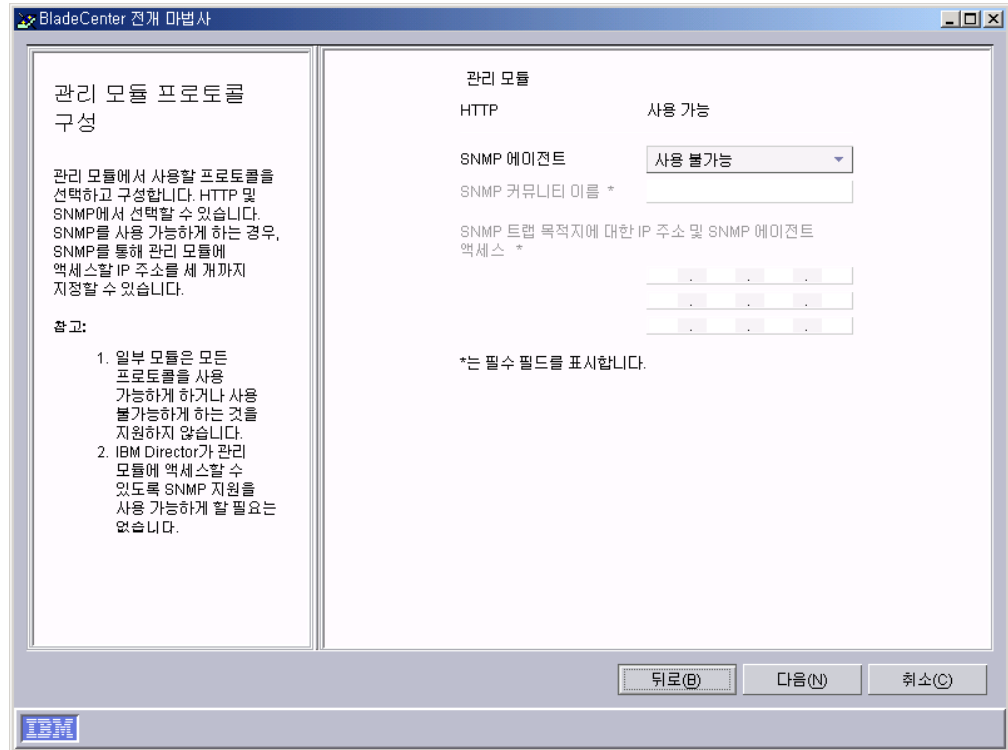 BladeCenter 전개 마법사
관리 모듈 프로토콜
구성
관리 모듈에서 사용할 프로토콜을
선택하고 구성합니다. HTTP 및
SNMP에서 선택할 수 있습니다.
SNMP를 사용 가능하게 하는 경우,
SNMP를 통해 관리 모듈에
액세스할 IP 주소를 세 개까지
지정할 수 있습니다.
참고:
1. 일부 모듈은 모든
프로토콜을 사용
가능하게 하거나 사용
불가능하게 하는 것을
지원하지 않습니다.
2. IBM Director가 관리
모듈에 액세스할 수
있도록 SNMP 지원을
사용 가능하게 할 필요는
없습니다.
관리 모듈
HTTP 사용 가능
SNMP 에이전트 사용 불가능
SNMP 커뮤니티 이름 *
SNMP 트랩 목적지에 대한 IP 주소 및 SNMP 에이전트
액세스 *
. . .
. . .
. . .
*는 필수 필드를 표시합니다.
뒤로(B) 다음(N) 취소(C)
IBM